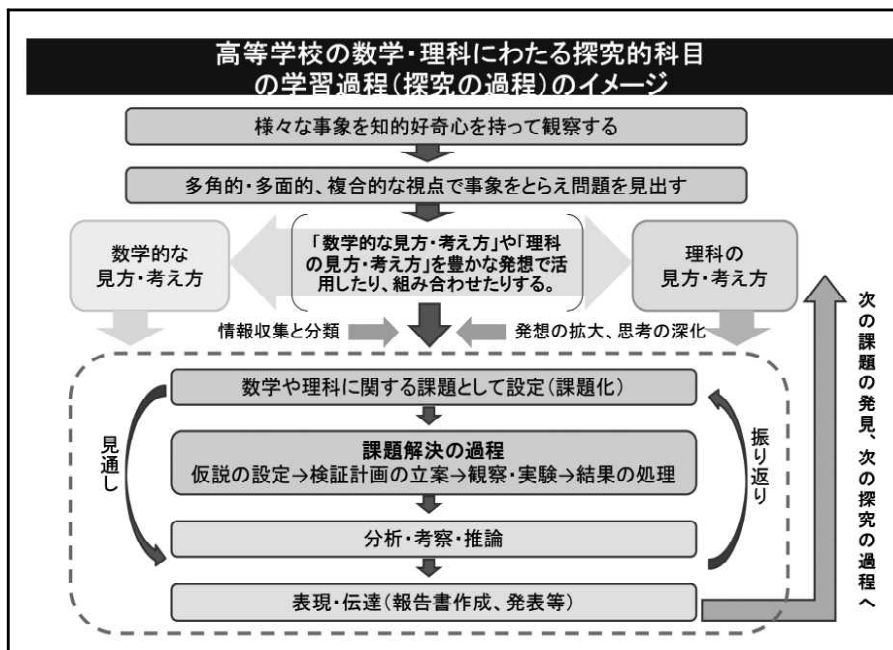 高等学校の数学・理科にわたる探究的科目
の学習過程(探究の過程)のイメージ
様々な事象を知的好奇心を持って観察する
多角的・多面的、複合的な視点で事象をとらえ問題を見出す
数学的な
見方・考え方
「数学的な見方・考え方」や「理科
の見方・考え方」を豊かな発想で活
用したり、組み合わせたりする。
理科の
見方・考え方
情報収集と分類
発想の拡大、思考の深化
数学や理科に関する課題として設定(課題化)
見通し
課題解決の過程
仮説の設定→検証計画の立案→観察・実験→結果の処理
振り返り
分析・考察・推論
表現・伝達(報告書作成、発表等)
次の課題の発見、次の探究の過程へ